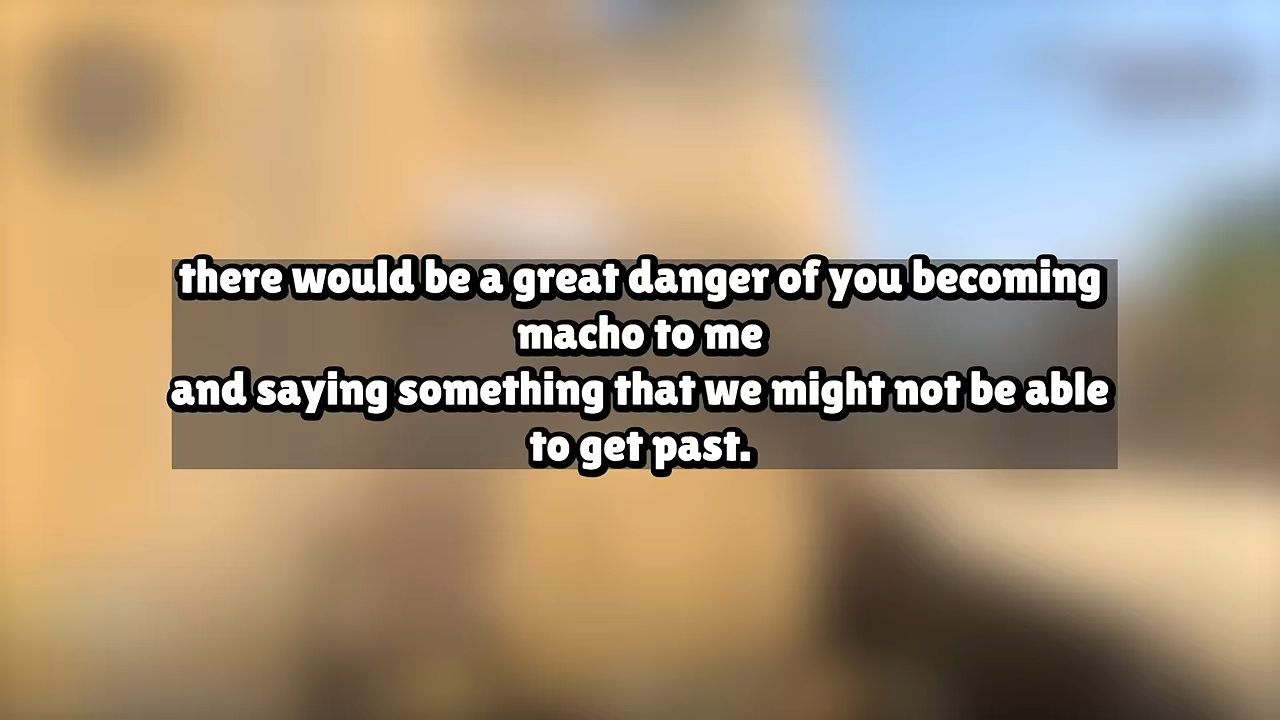 there would be a great danger of you becoming
macho to me
and saying something that we might not be able
to get past.